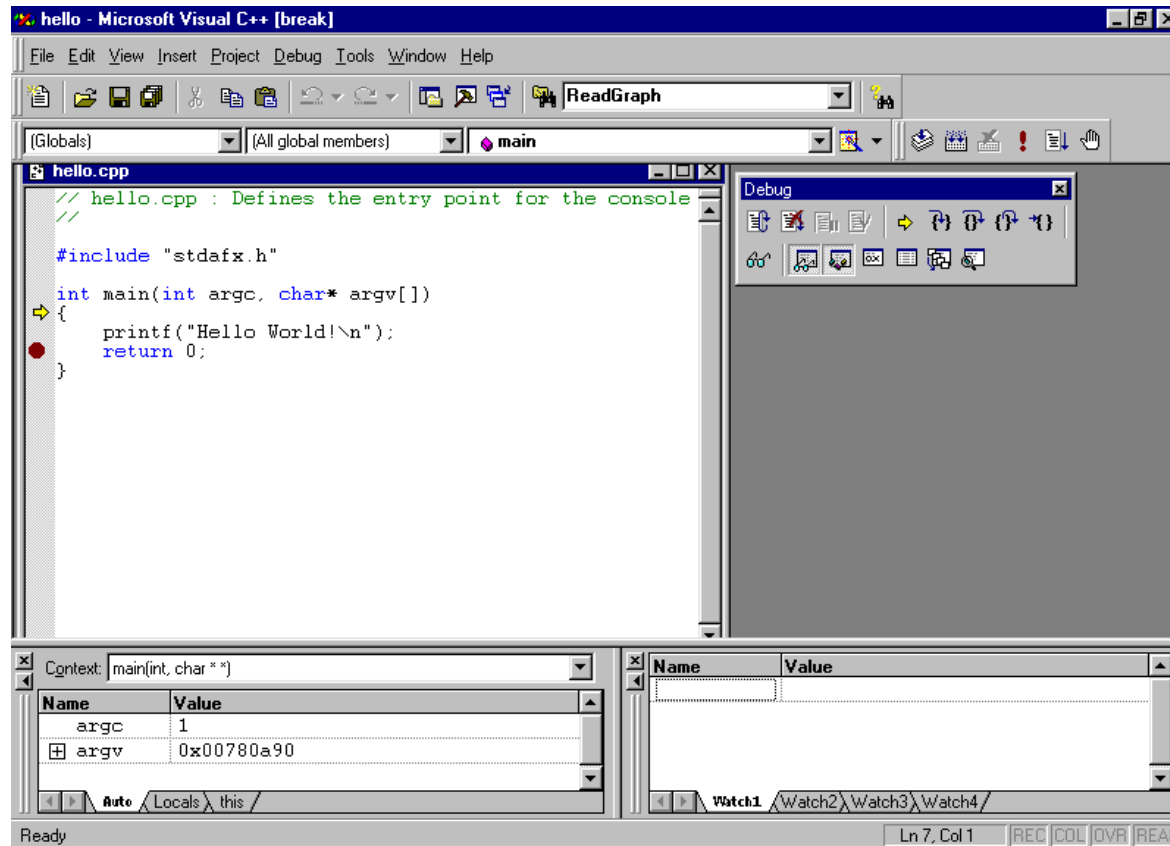 hello - Microsoft Visual C++ [break]
File Edit View Insert Project Debug Tools Window Help
ReadGraph
(Globals) (All global members) main
hello.cpp
// hello.cpp : Defines the entry point for the console
//
#include "stdafx.h"
int main(int argc, char* argv[])
{
printf("Hello World!\n");
return 0;
}
Debug
Context: main(int, char * *)
Name Value
argc 1
argv 0x00780a90
Auto Locals this
Name Value
Watch1 Watch2 Watch3 Watch4
Ready Ln 7, Col 1 REC COL OVR REA